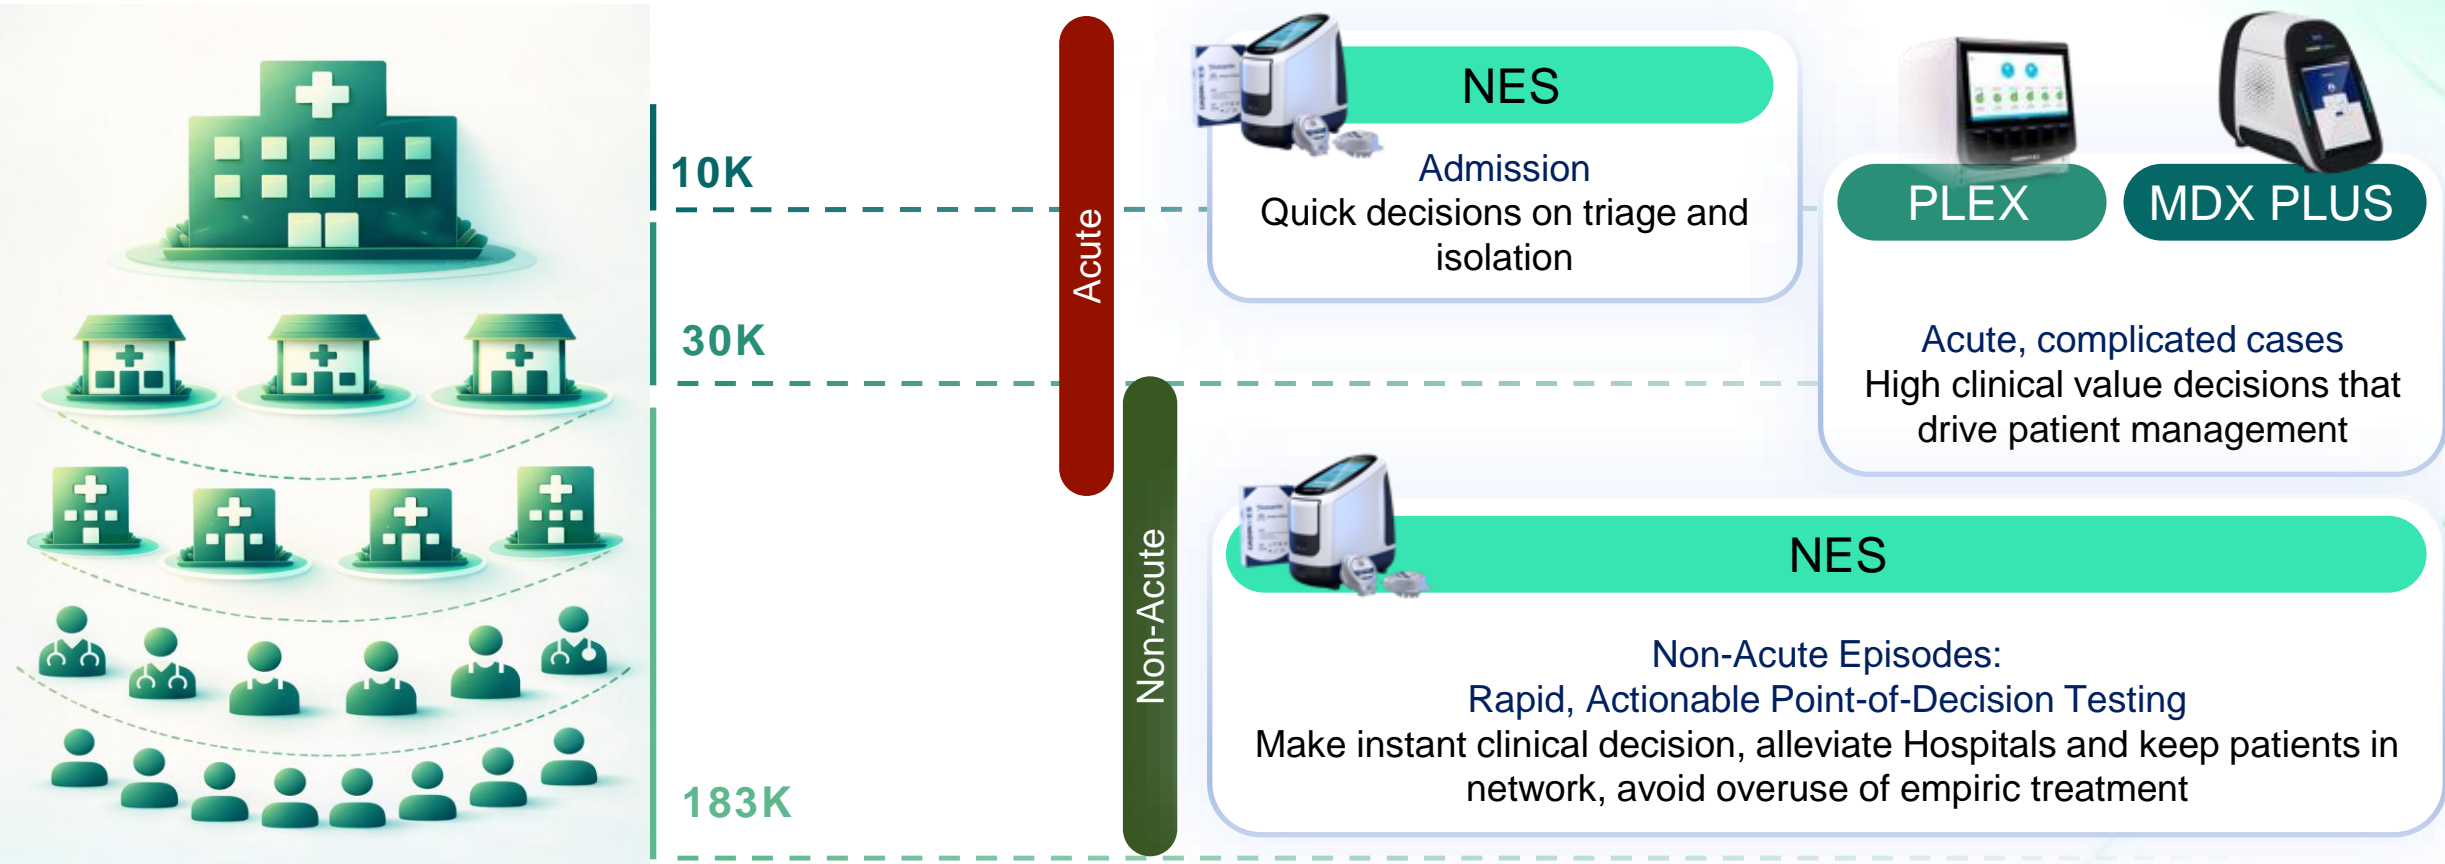 10K
30K
183K
Acute
Non-Acute
NES
Admission
Quick decisions on triage and
isolation
PLEX
MDX PLUS
Acute, complicated cases
High clinical value decisions that
drive patient management
NES
Non-Acute Episodes:
Rapid, Actionable Point-of-Decision Testing
Make instant clinical decision, alleviate Hospitals and keep patients in
network, avoid overuse of empiric treatment